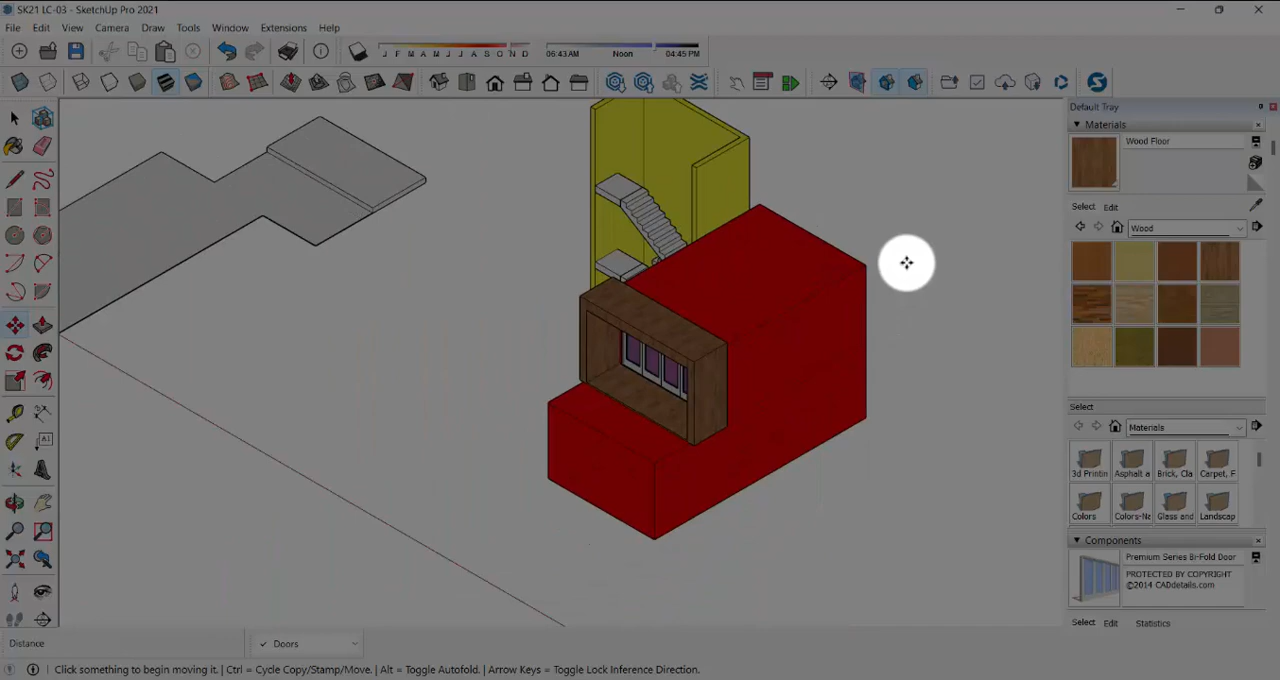 SK21 LC-03 - SketchUp Pro 2021
File Edit View Camera Draw Tools Window Extensions Help
J F M A M J J A S O N D 06:43 AM Noon 04:45 PM
Default Tray
Materials
Wood Floor
Select Edit
Wood
Select
Materials
3d Printin Asphalt a Brick, Cla Carpet, F
Colors Colors-Na Glass and Landscap
Components
Premium Series Bi-Fold Door
PROTECTED BY COPYRIGHT
©2014 CADdetails.com
Select Edit Statistics
Distance Doors
Click something to begin moving it. | Ctrl = Cycle Copy/Stamp/Move. | Alt = Toggle Autofold. | Arrow Keys = Toggle Lock Inference Direction.